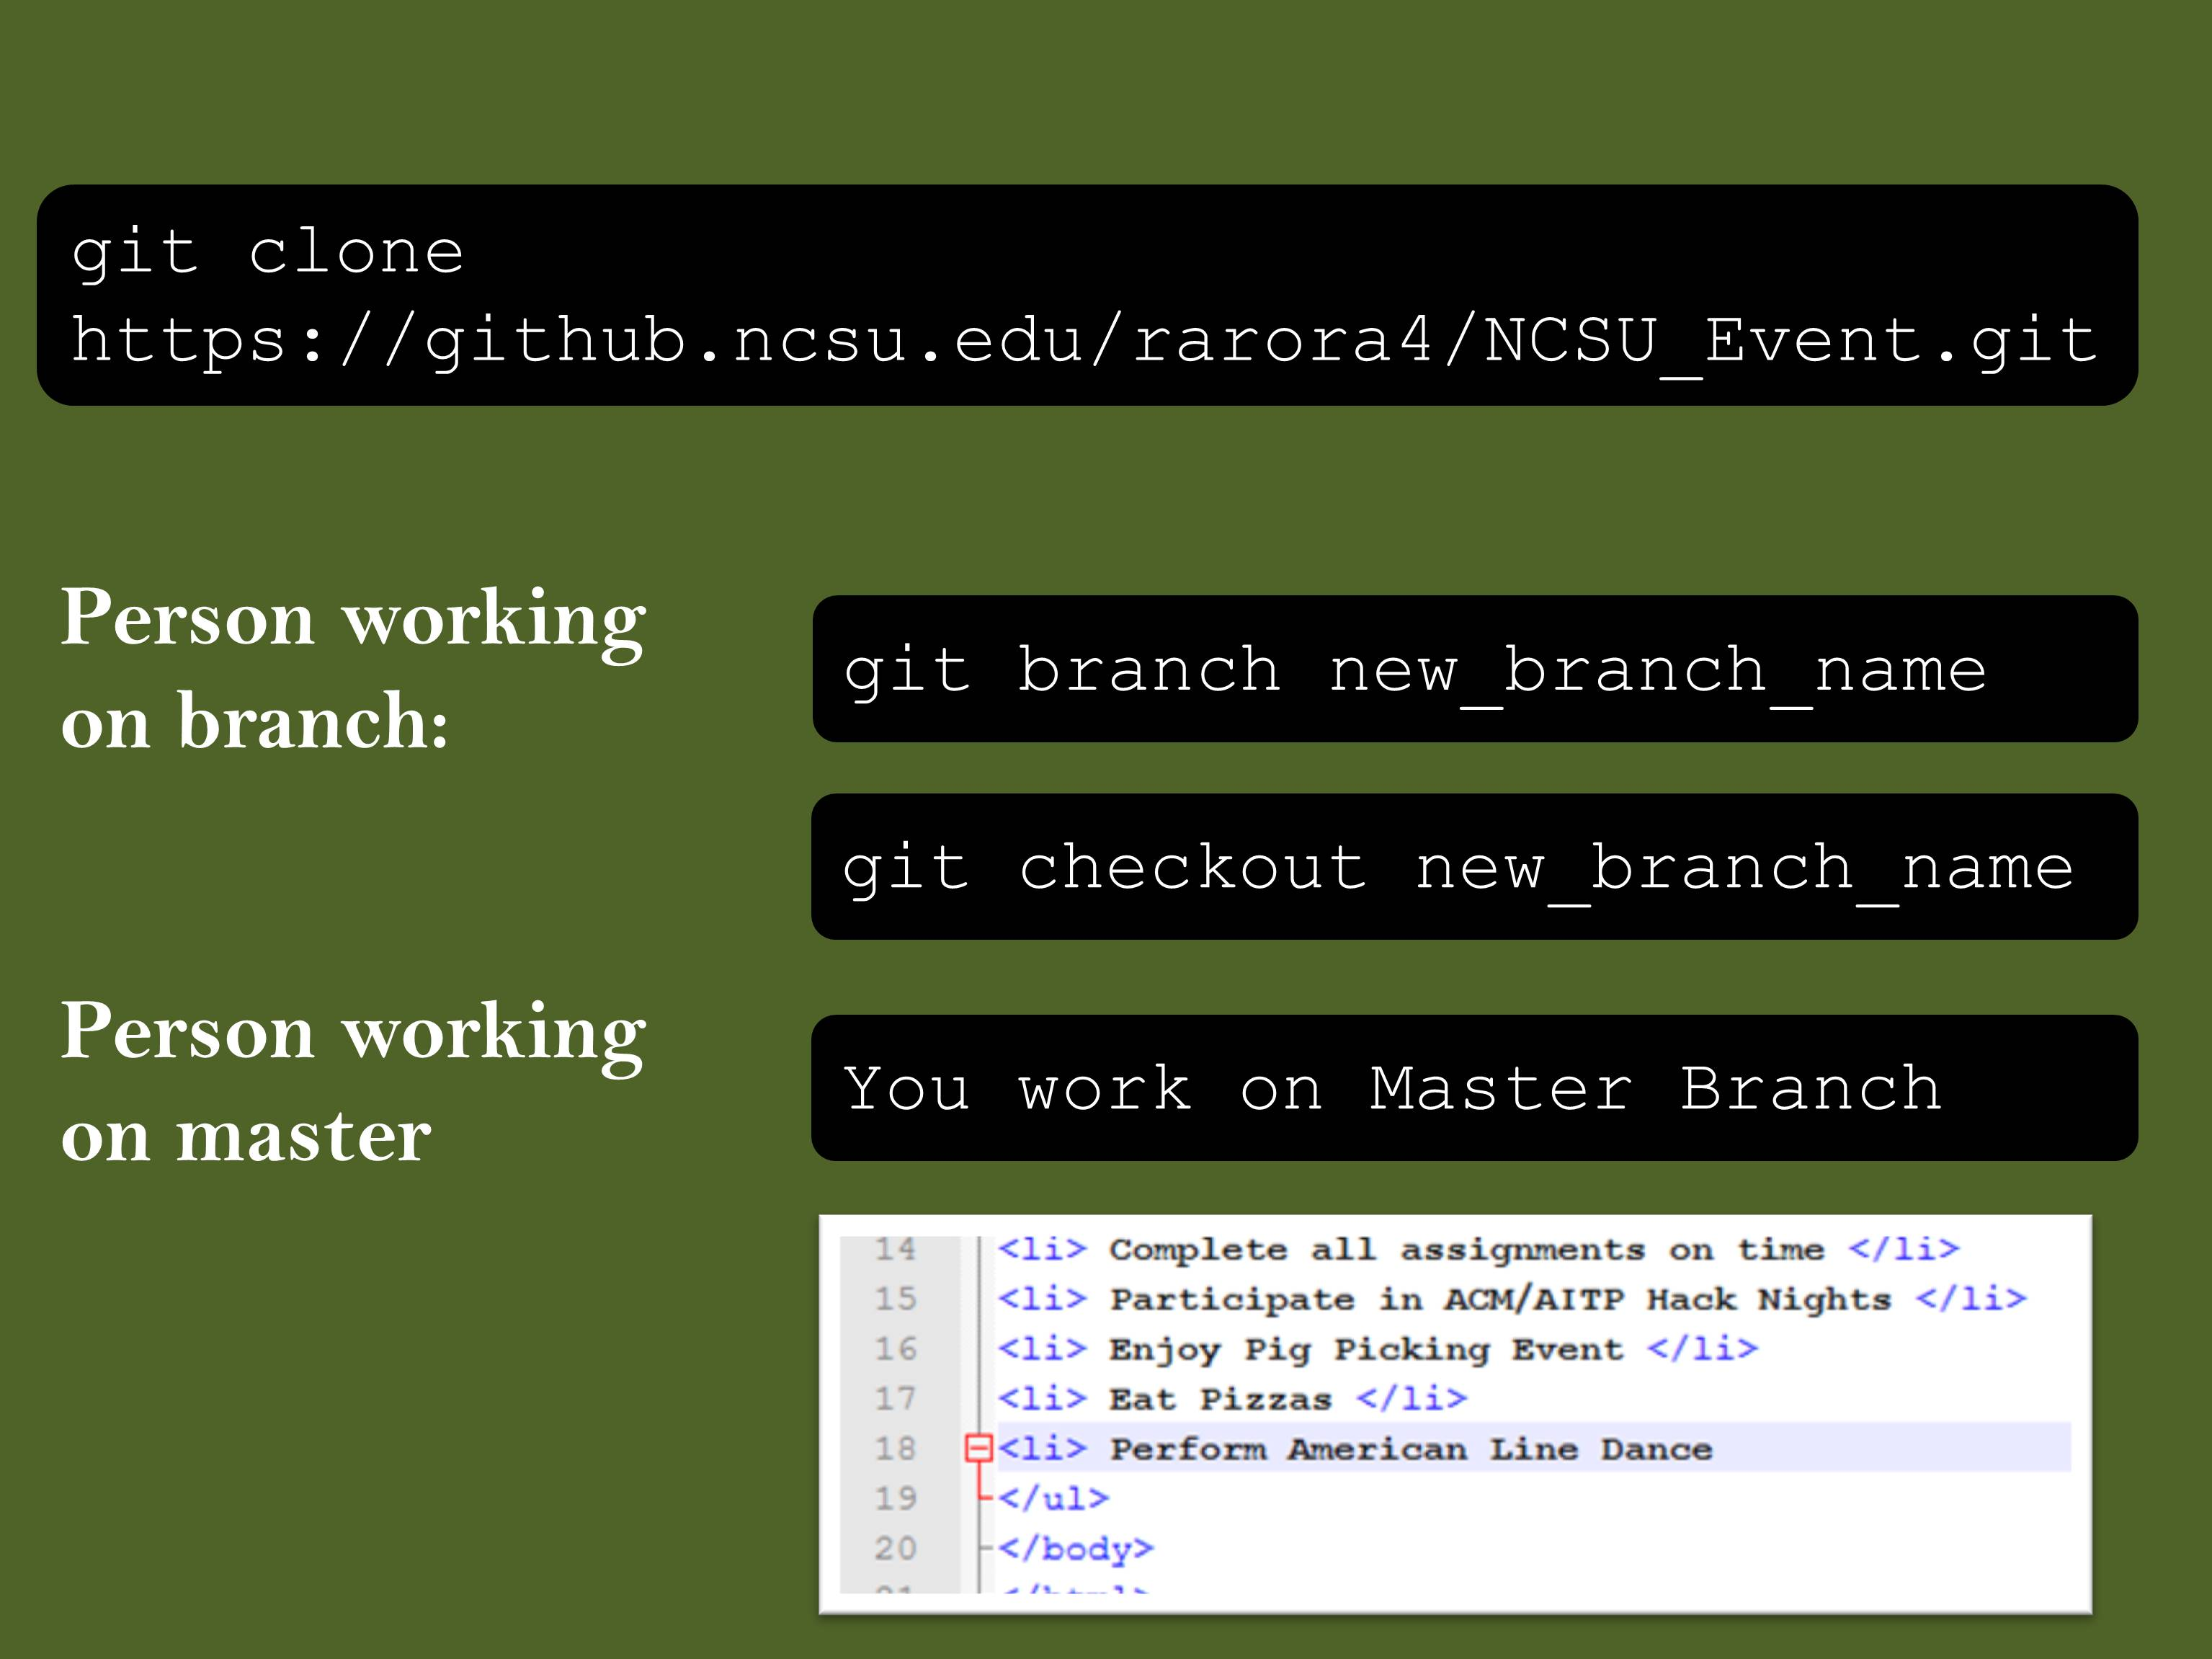 git clone
https://github.ncsu.edu/rarora4/NCSU_Event.git
Person working
on branch:
git branch new_branch_name
git checkout new_branch_name
Person working
on master
You work on Master Branch
14 <li> Complete all assignments on time </li>
15 <li> Participate in ACM/AITP Hack Nights </li>
16 <li> Enjoy Pig Picking Event </li>
17 <li> Eat Pizzas </li>
18 <li> Perform American Line Dance
19 </ul>
20 </body>